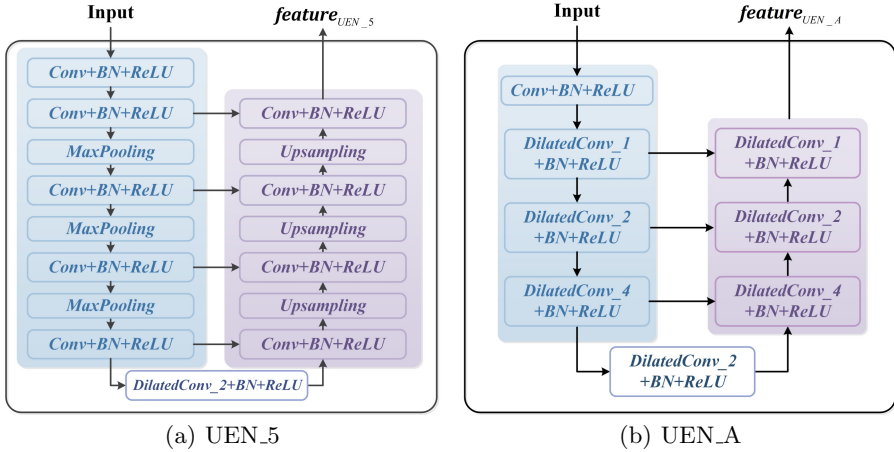 Input
feature_UEN_5
Conv+BN+ReLU
Conv+BN+ReLU
MaxPooling
Conv+BN+ReLU
MaxPooling
Conv+BN+ReLU
MaxPooling
Conv+BN+ReLU
Conv+BN+ReLU
Upsampling
Conv+BN+ReLU
Upsampling
Conv+BN+ReLU
Upsampling
Conv+BN+ReLU
DilatedConv_2+BN+ReLU
(a) UEN_5
Input
feature_UEN_A
Conv+BN+ReLU
DilatedConv_1
+BN+ReLU
DilatedConv_2
+BN+ReLU
DilatedConv_4
+BN+ReLU
DilatedConv_1
+BN+ReLU
DilatedConv_2
+BN+ReLU
DilatedConv_4
+BN+ReLU
DilatedConv_2
+BN+ReLU
(b) UEN_A